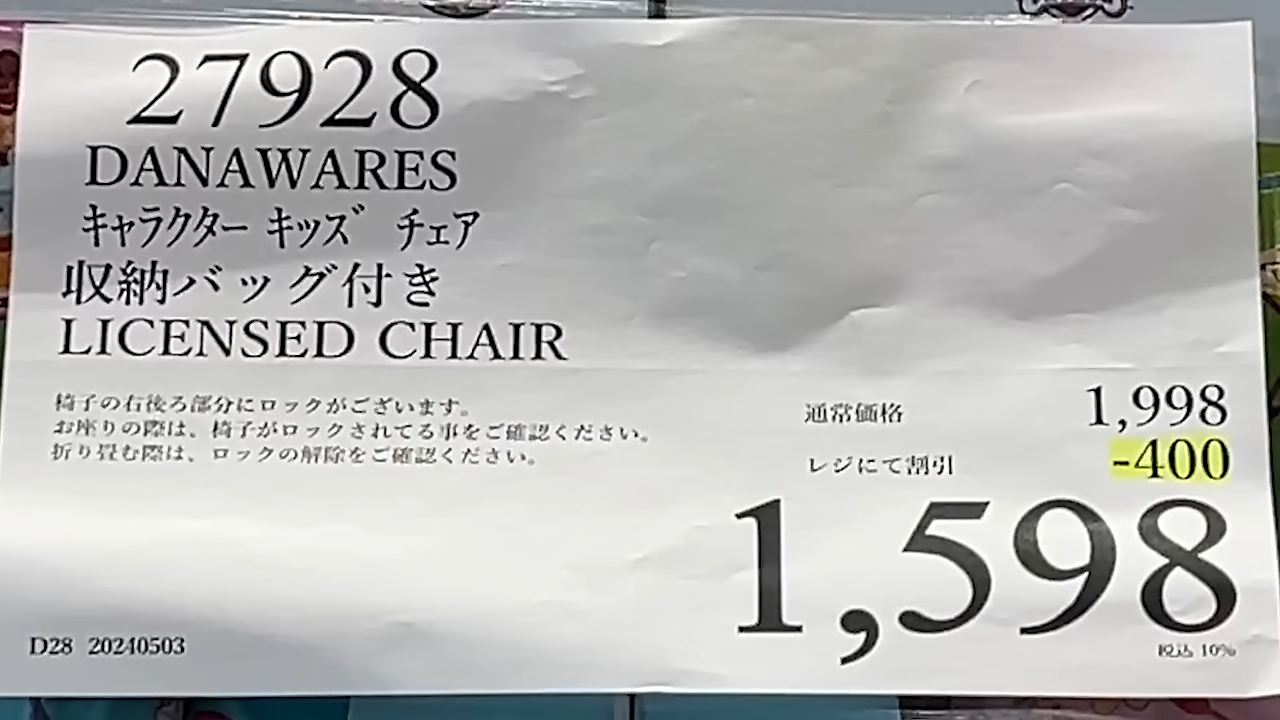 27928
DANAWARES
キャラクター キッズ チェア
収納バッグ付き
LICENSED CHAIR
椅子の右後ろ部分にロックがございます。
お座りの際は、椅子がロックされてる事をご確認ください。
折り畳む際は、ロックの解除をご確認ください。
通常価格 1,998
レジにて割引 -400
1,598
税込 10%
D28 20240503